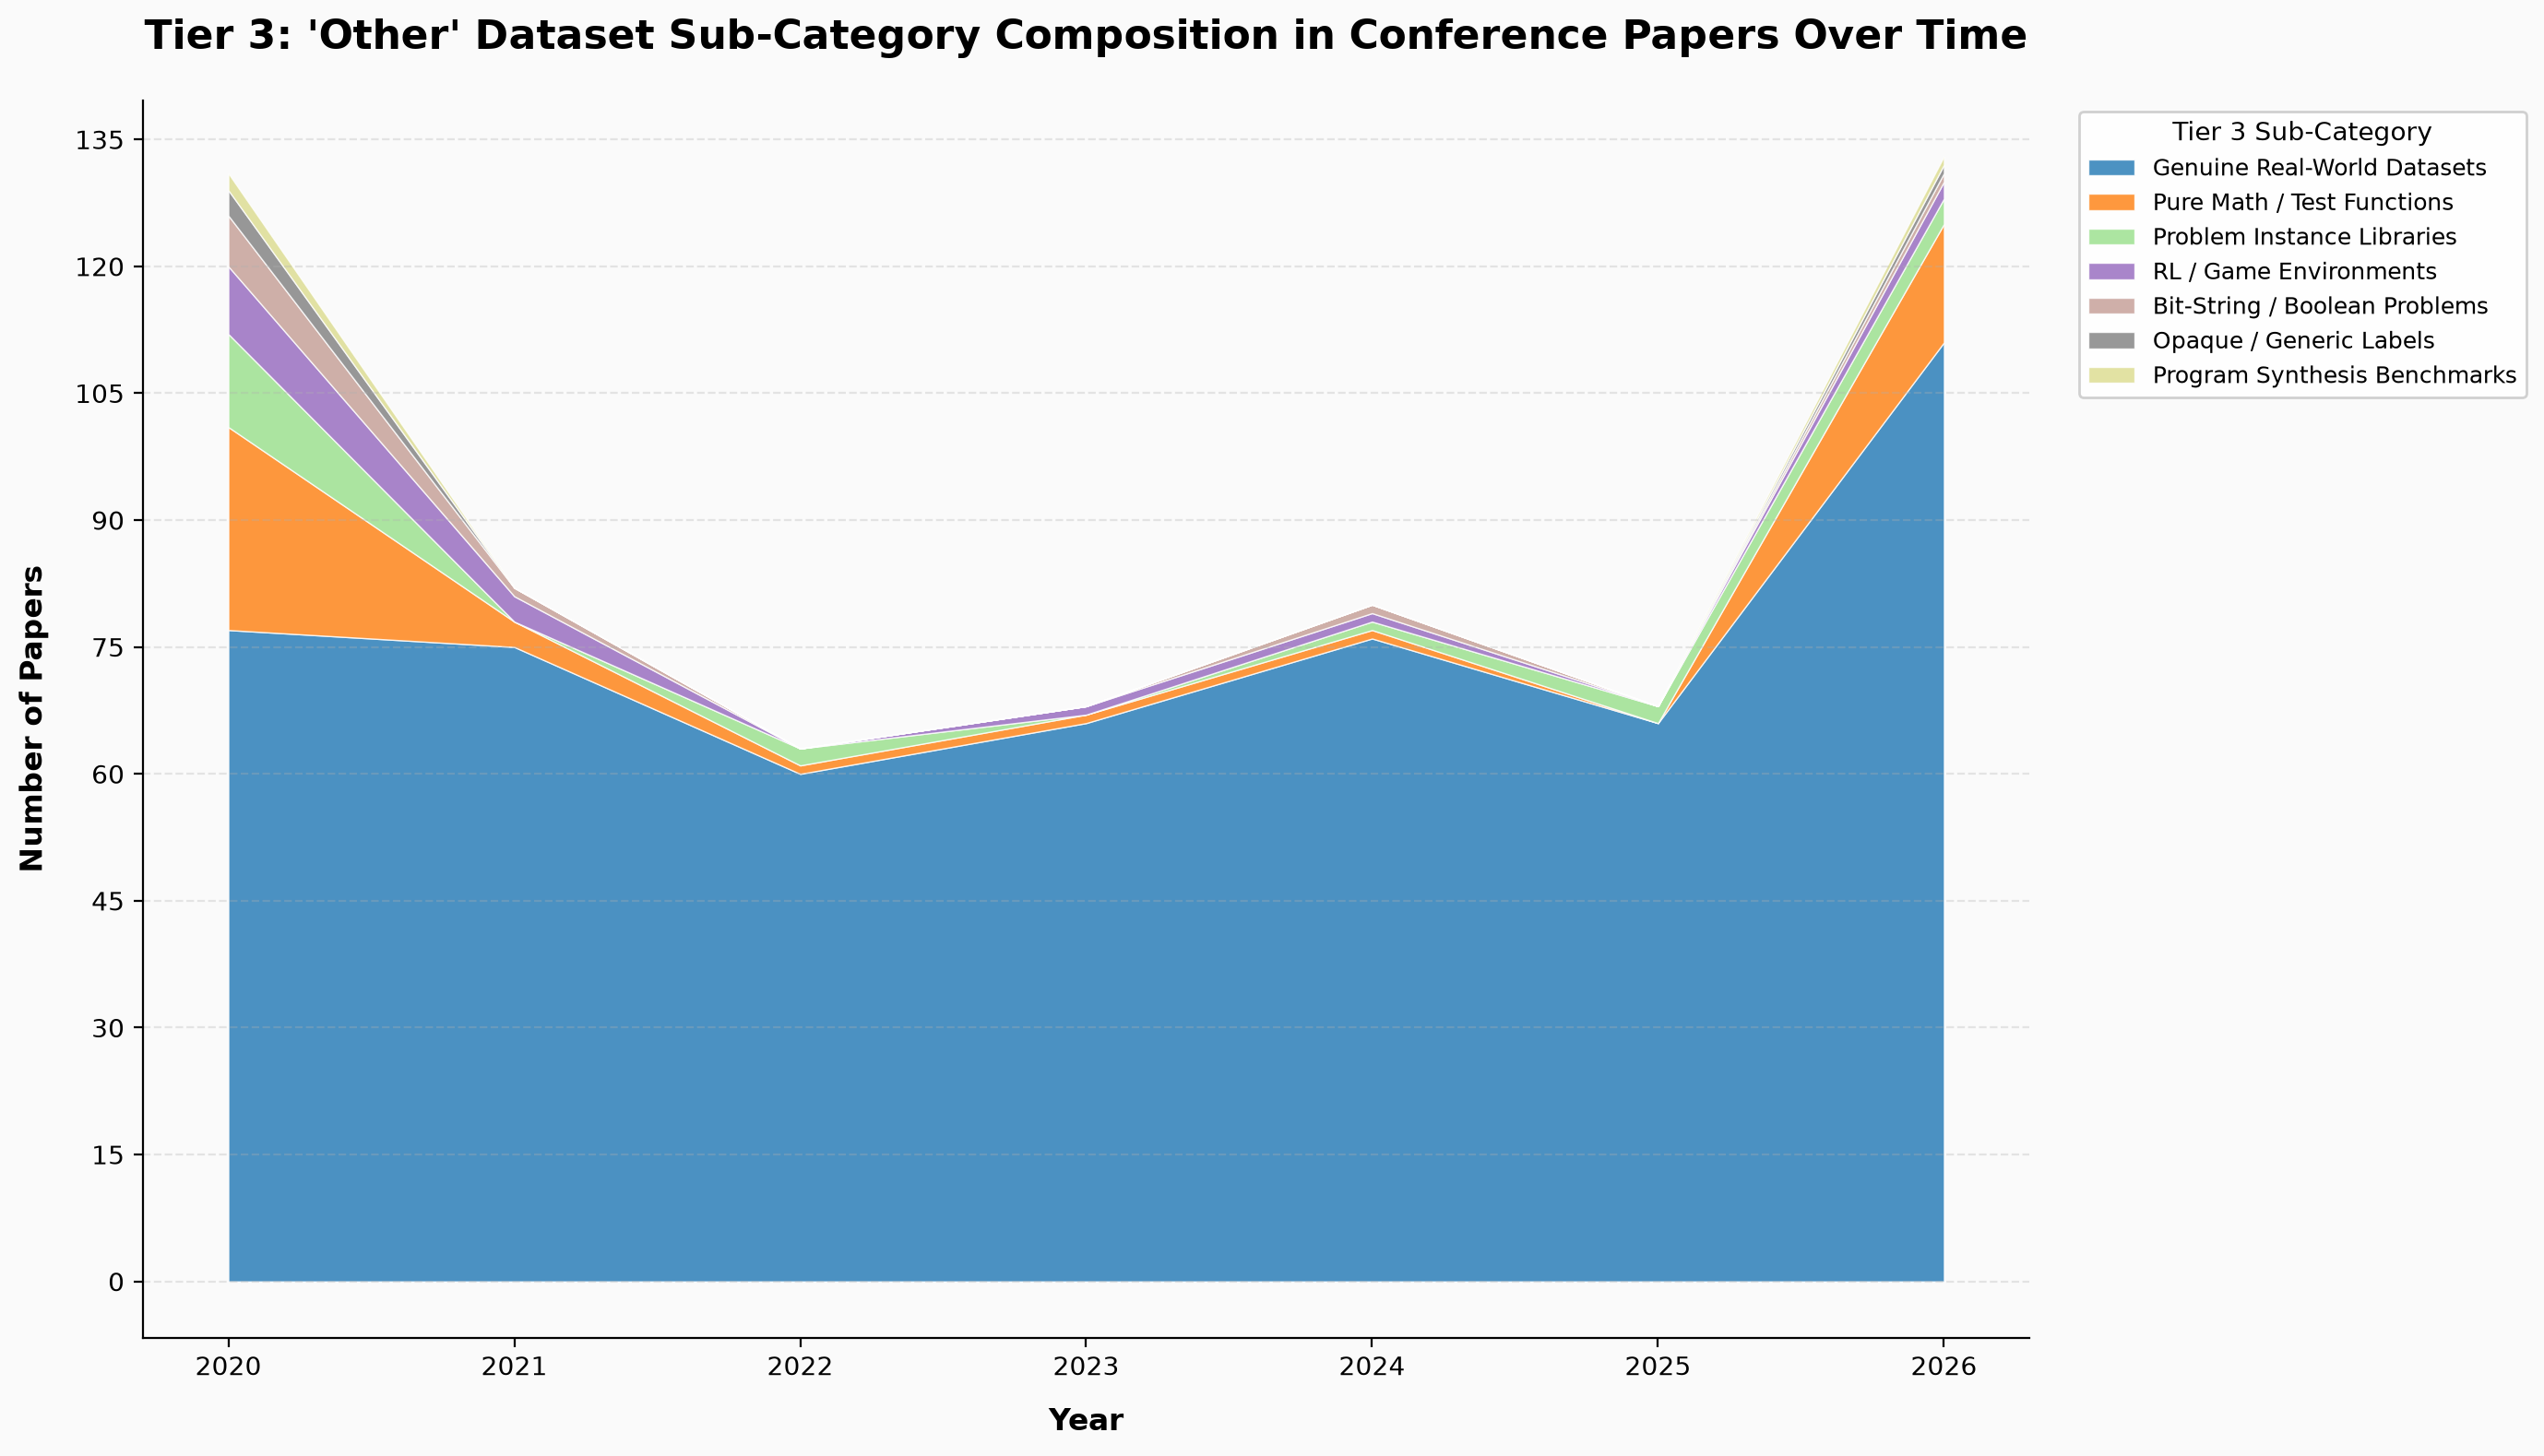 Tier 3: 'Other' Dataset Sub-Category Composition in Conference Papers Over Time
135
120
105
90
75
60
45
30
15
0
Number of Papers
2020 2021 2022 2023 2024 2025 2026
Year
Tier 3 Sub-Category
Genuine Real-World Datasets
Pure Math / Test Functions
Problem Instance Libraries
RL / Game Environments
Bit-String / Boolean Problems
Opaque / Generic Labels
Program Synthesis Benchmarks